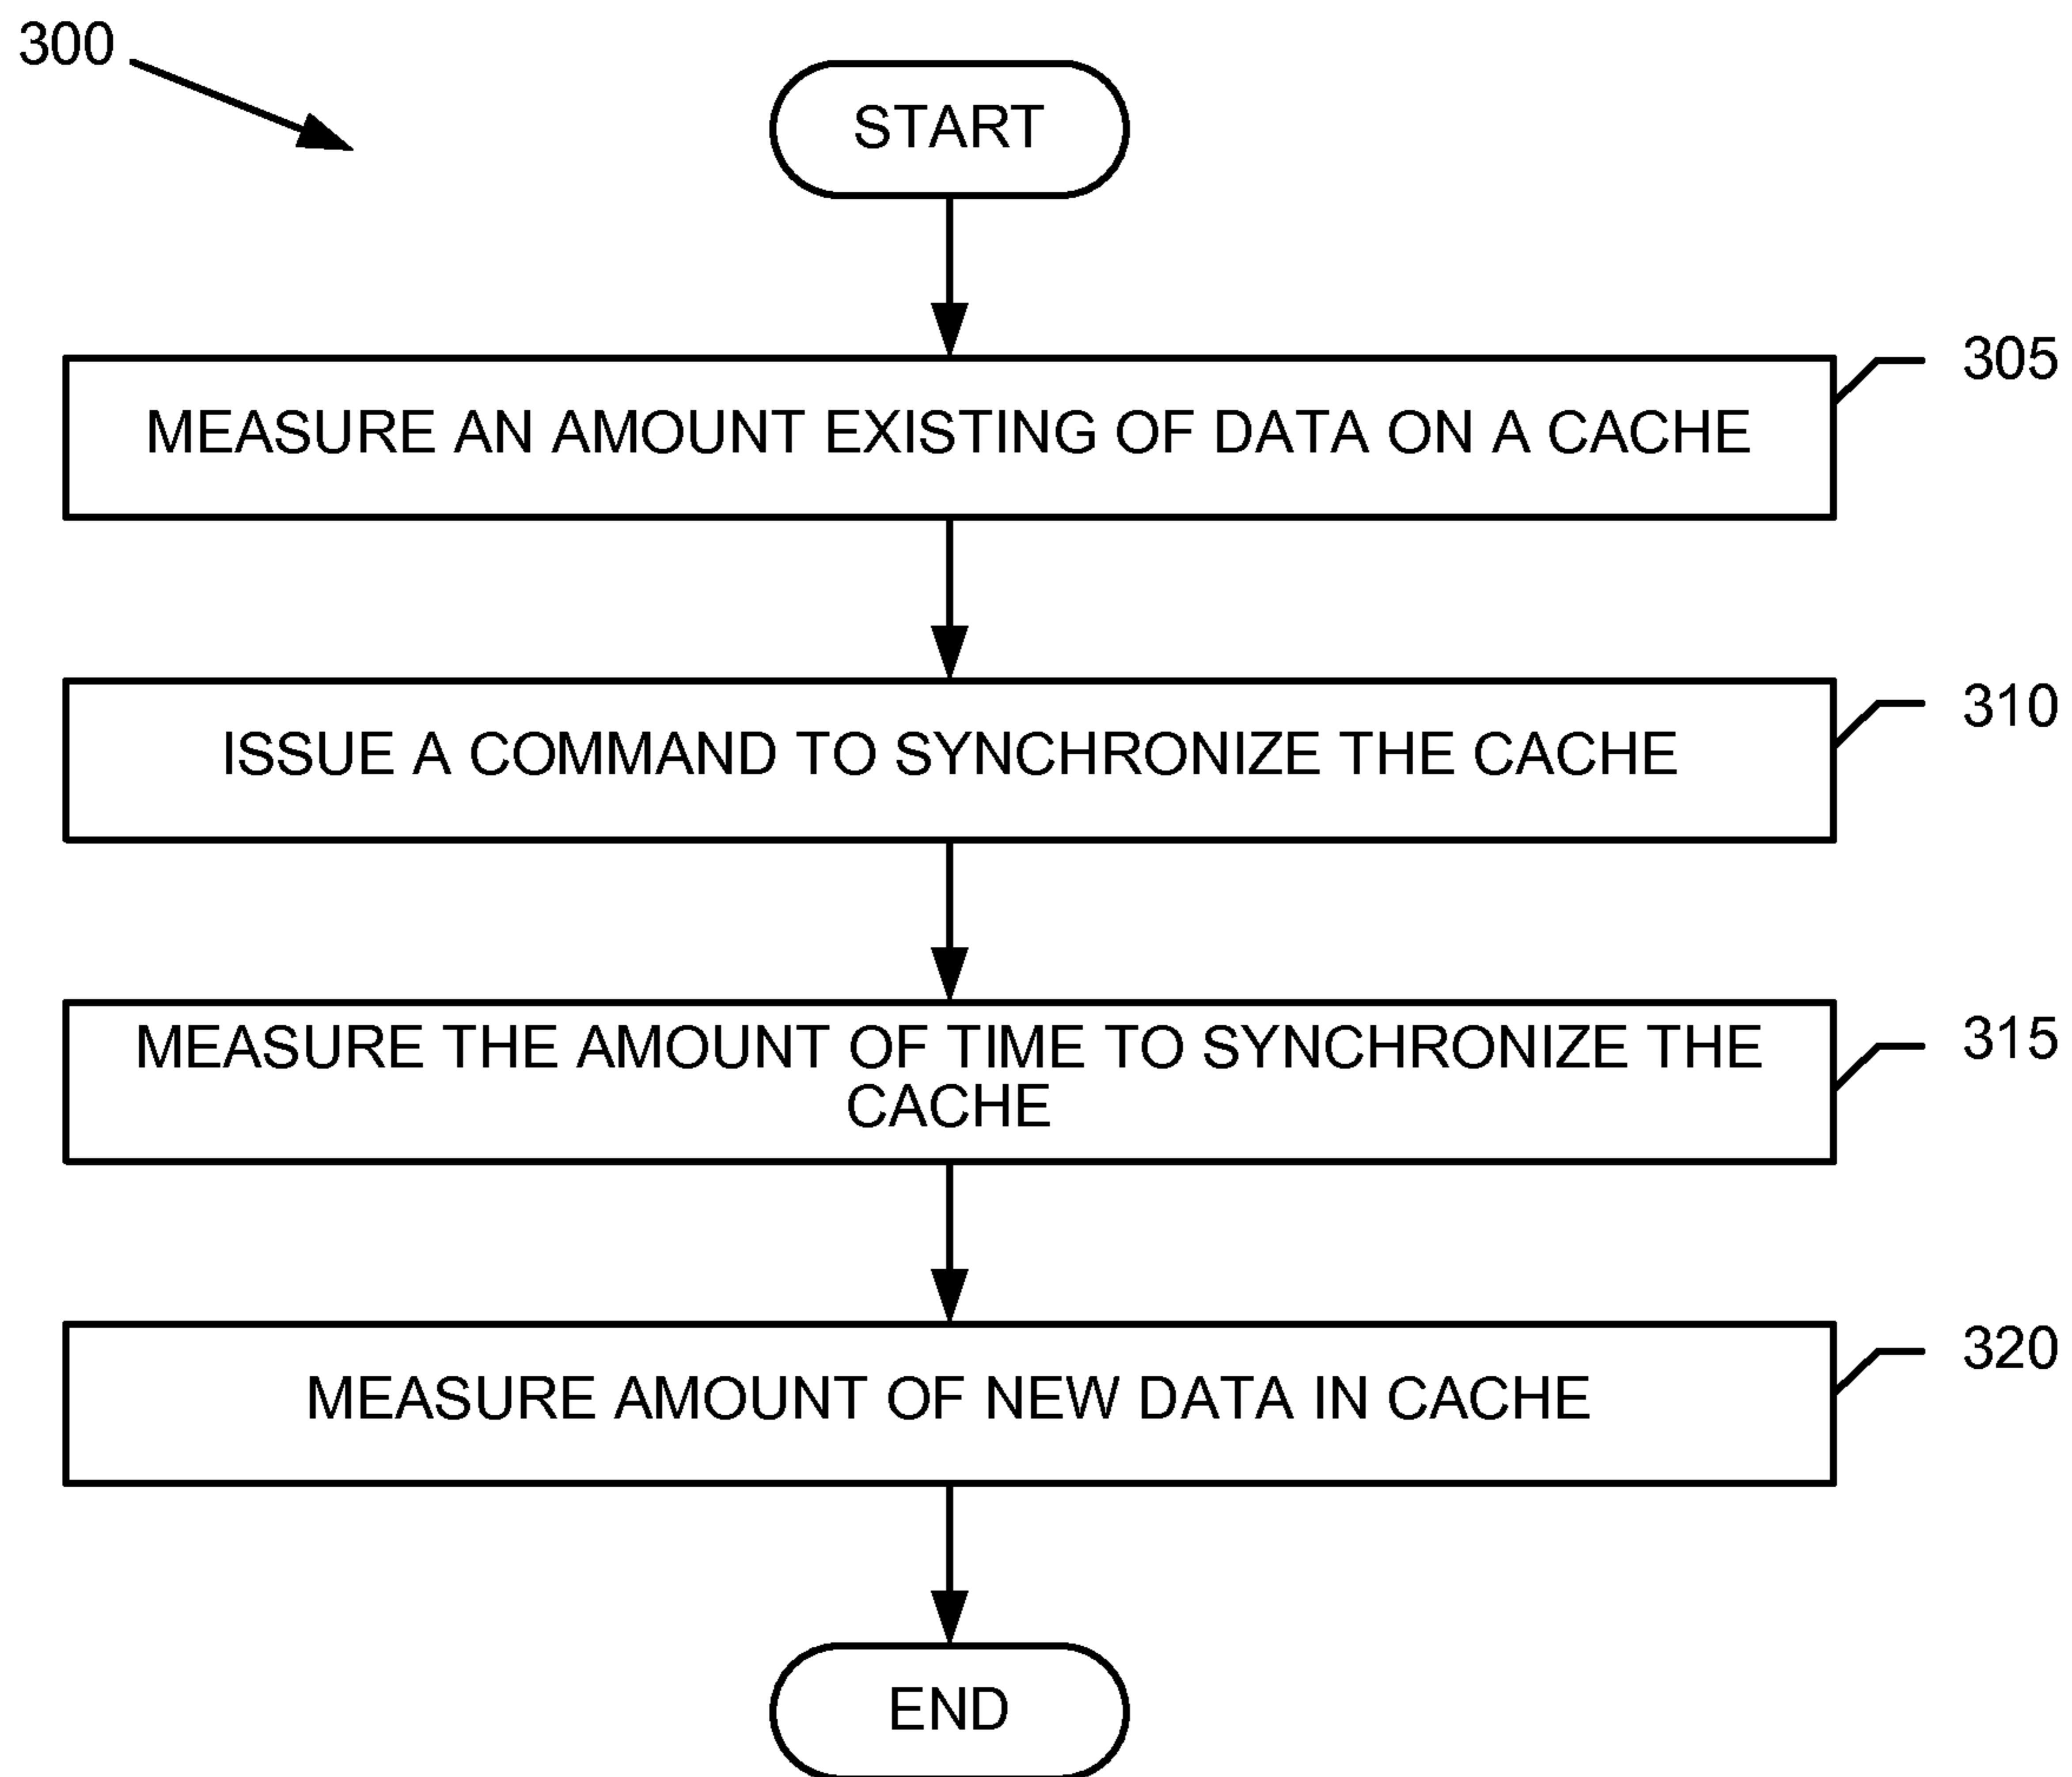 300
START
305
MEASURE AN AMOUNT EXISTING OF DATA ON A CACHE
310
ISSUE A COMMAND TO SYNCHRONIZE THE CACHE
315
MEASURE THE AMOUNT OF TIME TO SYNCHRONIZE THE
CACHE
320
MEASURE AMOUNT OF NEW DATA IN CACHE
END